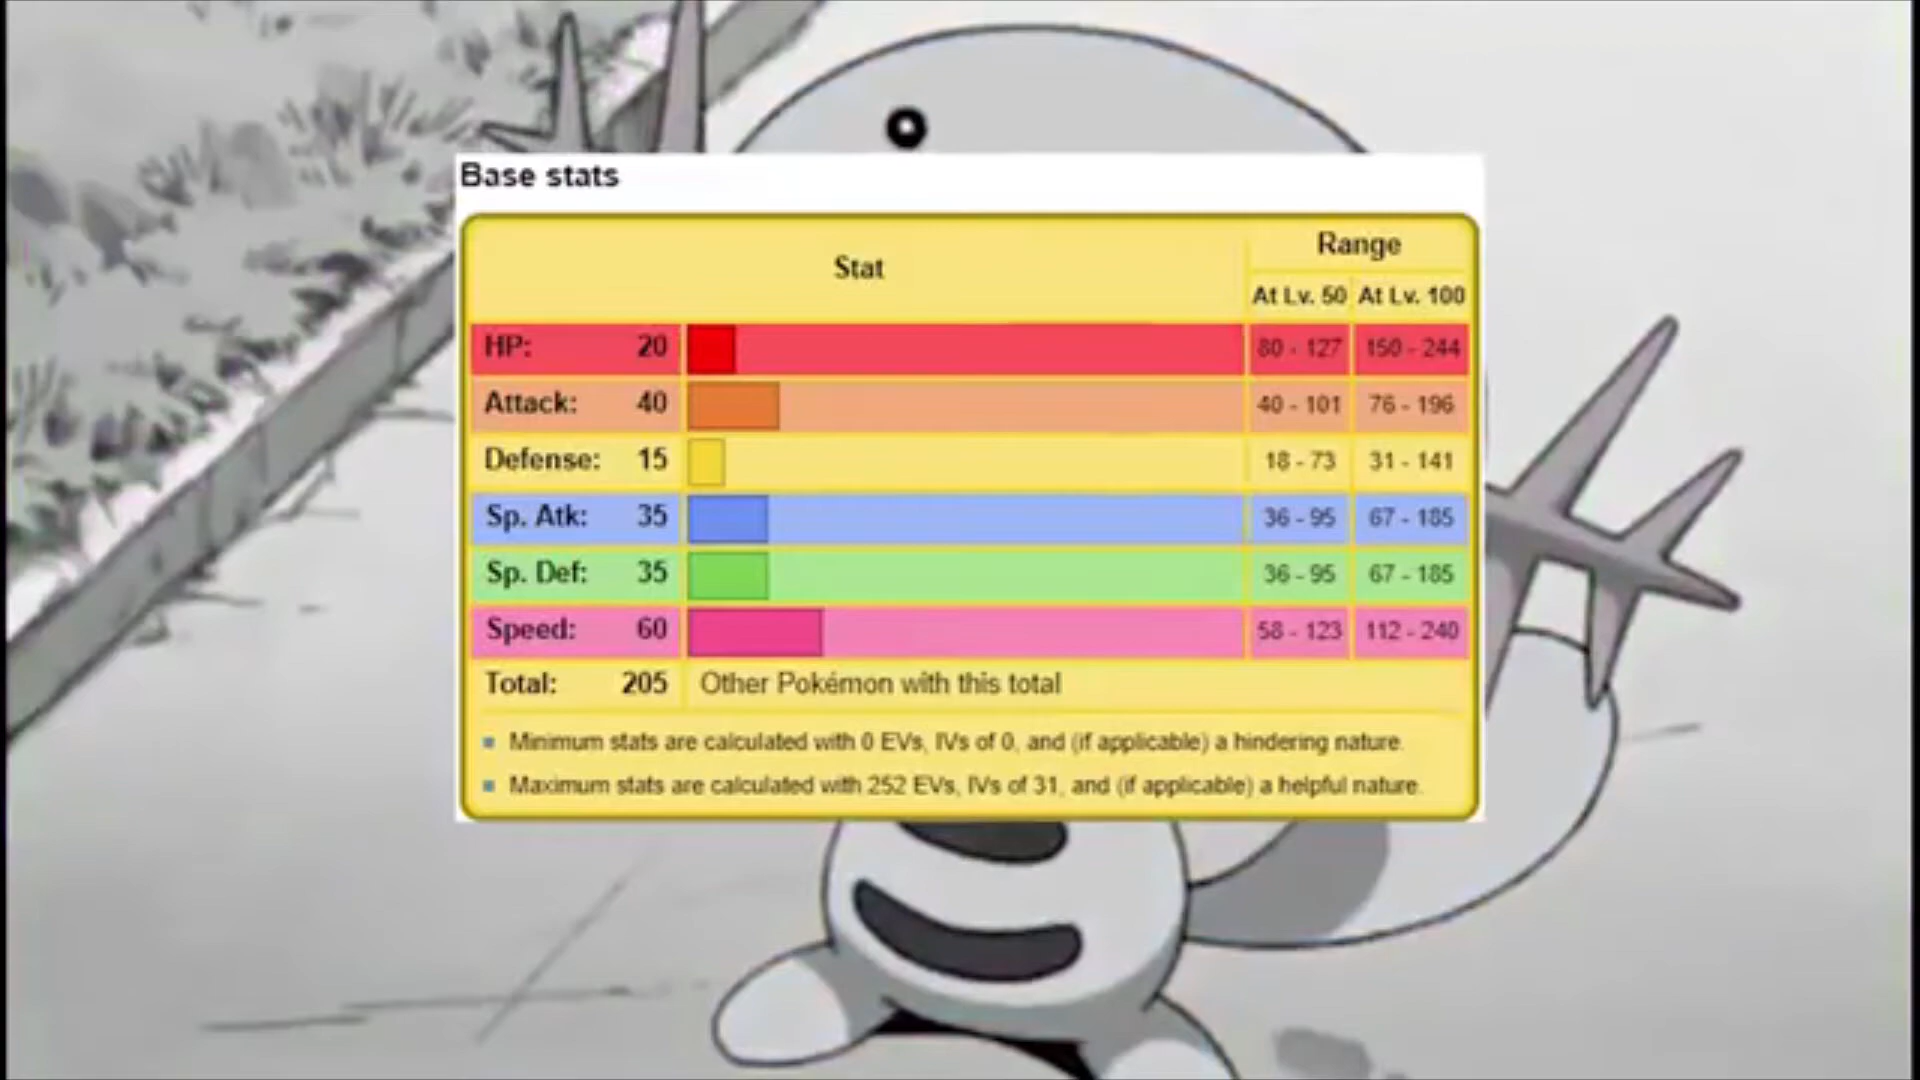 Base stats
Stat
Range
At Lv. 50 At Lv. 100
HP: 20 80 - 127 150 - 244
Attack: 40 40 - 101 76 - 196
Defense: 15 18 - 73 31 - 141
Sp. Atk: 35 36 - 95 67 - 185
Sp. Def: 35 36 - 95 67 - 185
Speed: 60 58 - 123 112 - 240
Total: 205 Other Pokémon with this total
Minimum stats are calculated with 0 EVs, IVs of 0, and (if applicable) a hindering nature.
Maximum stats are calculated with 252 EVs, IVs of 31, and (if applicable) a helpful nature.